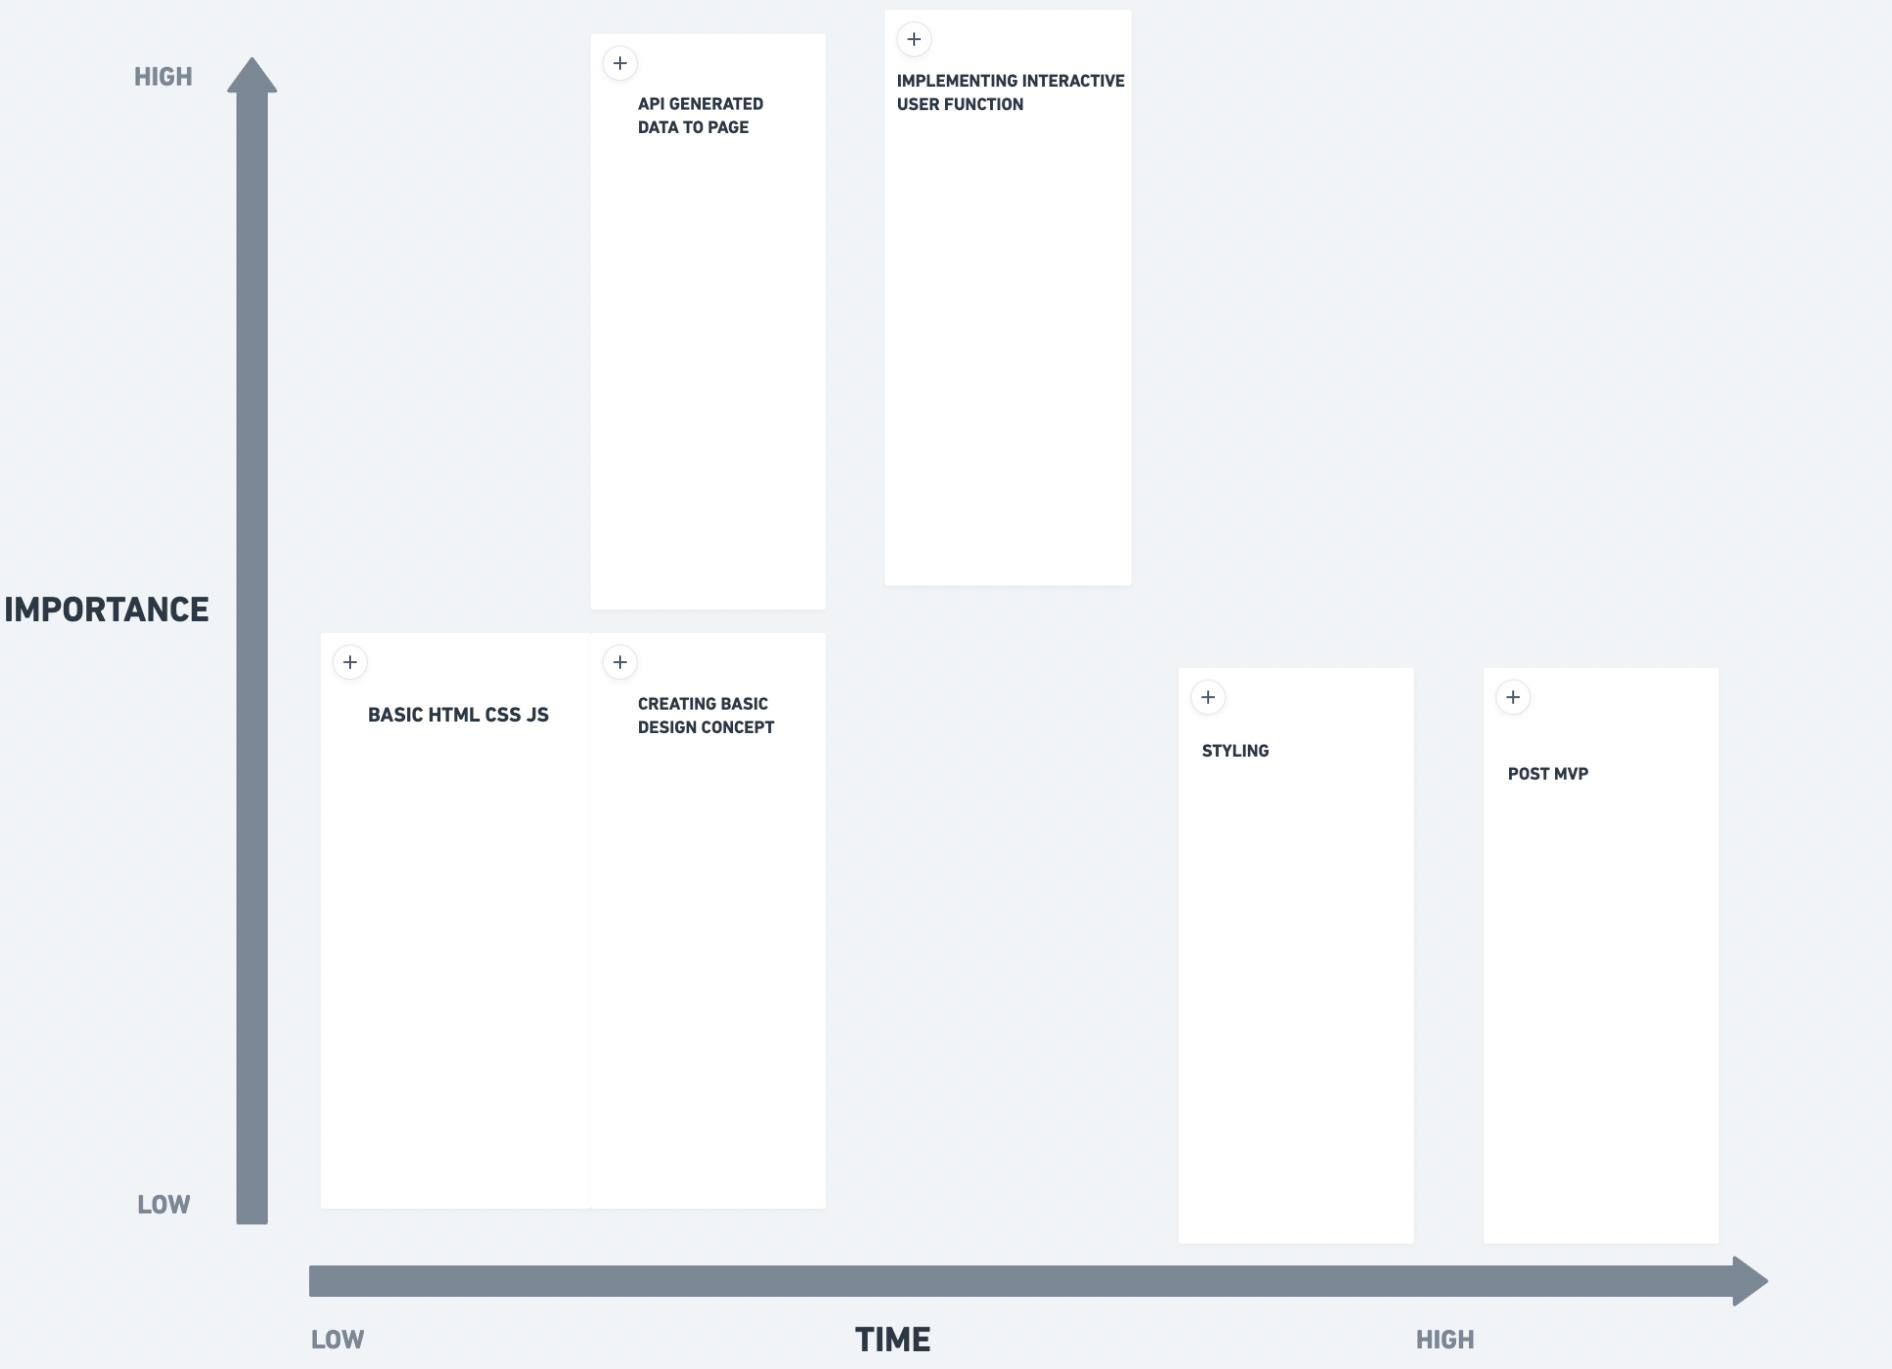 HIGH
API GENERATED
DATA TO PAGE
IMPLEMENTING INTERACTIVE
USER FUNCTION
IMPORTANCE
BASIC HTML CSS JS
CREATING BASIC
DESIGN CONCEPT
STYLING
POST MVP
LOW
LOW
TIME
HIGH